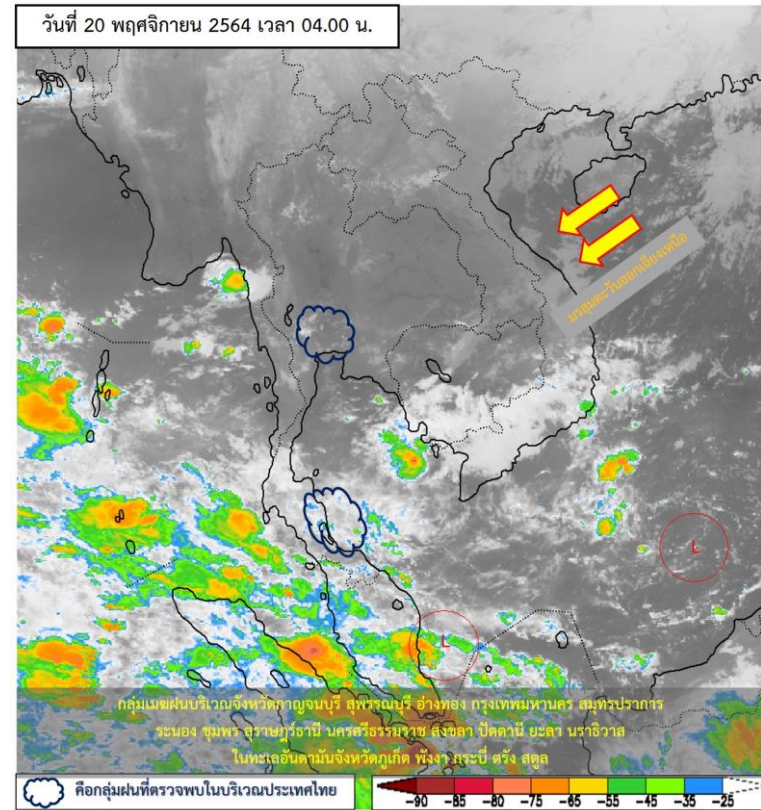 วันที่ 20 พฤศจิกายน 2564 เวลา 04.00 น.
มรสุมตะวันออกเฉียงเหนือ
L
L
กลุ่มเมฆฝนบริเวณจังหวัดกาญจนบุรี สุพรรณบุรี อ่างทอง กรุงเทพมหานคร สมุทรปราการ
ระนอง ชุมพร สุราษฎร์ธานี นครศรีธรรมราช สงขลา ปัตตานี ยะลา นราธิวาส
ในทะเลอันดามันจังหวัดภูเก็ต พังงา กระบี่ ตรัง สตูล
คือกลุ่มฝนที่ตรวจพบในบริเวณประเทศไทย
-90 -85 -80 -75 -65 -55 -45 35 -25